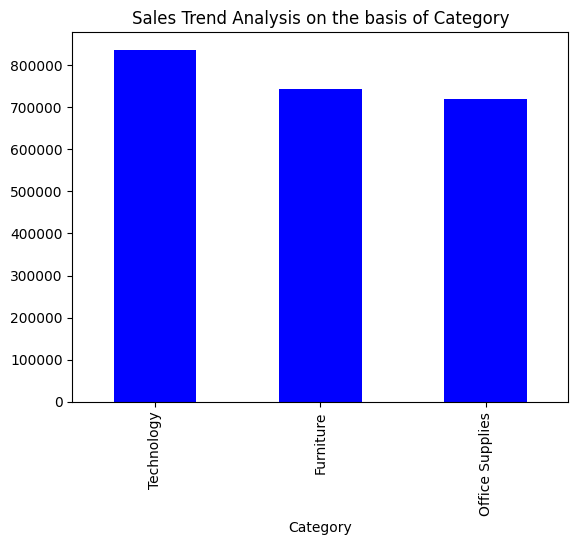 Sales Trend Analysis on the basis of Category
800000
700000
600000
500000
400000
300000
200000
100000
0
Technology
Furniture
Office Supplies
Category